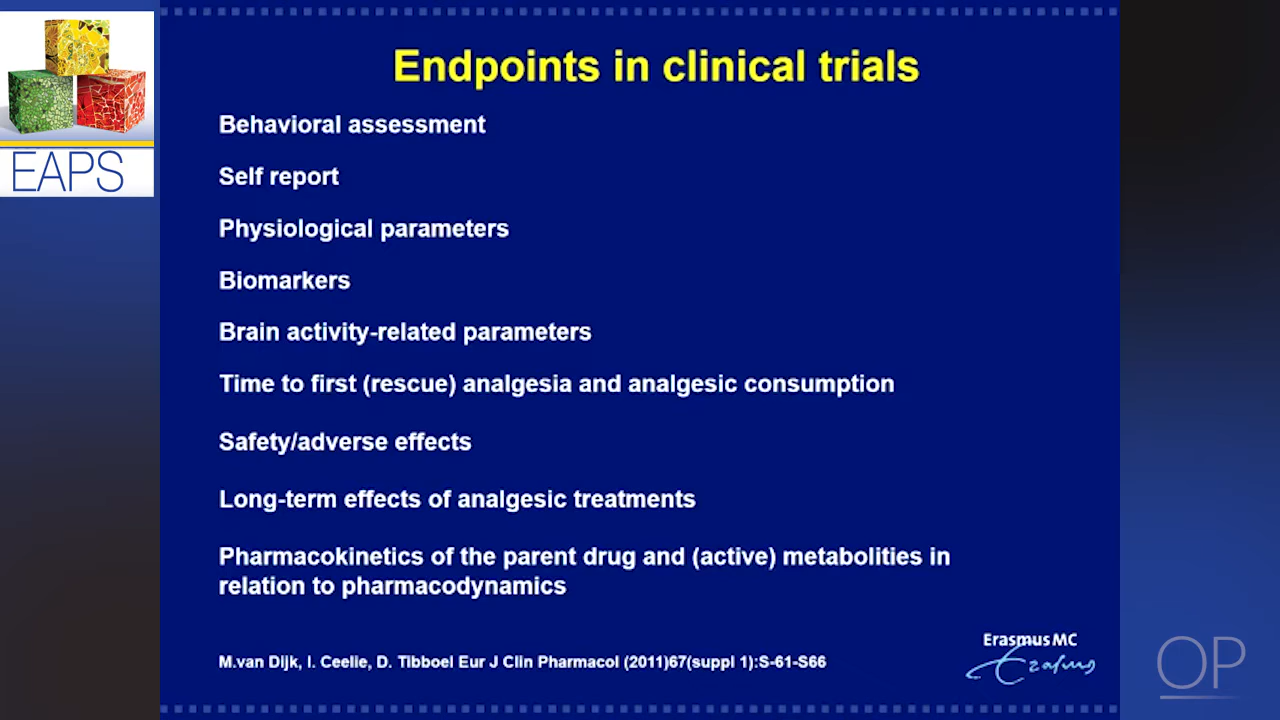 Endpoints in clinical trials
Behavioral assessment
Self report
Physiological parameters
Biomarkers
Brain activity-related parameters
Time to first (rescue) analgesia and analgesic consumption
Safety/adverse effects
Long-term effects of analgesic treatments
Pharmacokinetics of the parent drug and (active) metabolities in
relation to pharmacodynamics
M.van Dijk, I. Ceelie, D. Tibboel Eur J Clin Pharmacol (2011)67(suppl 1):S-61-S66
Erasmus MC
Erasmus
EAPS
OP